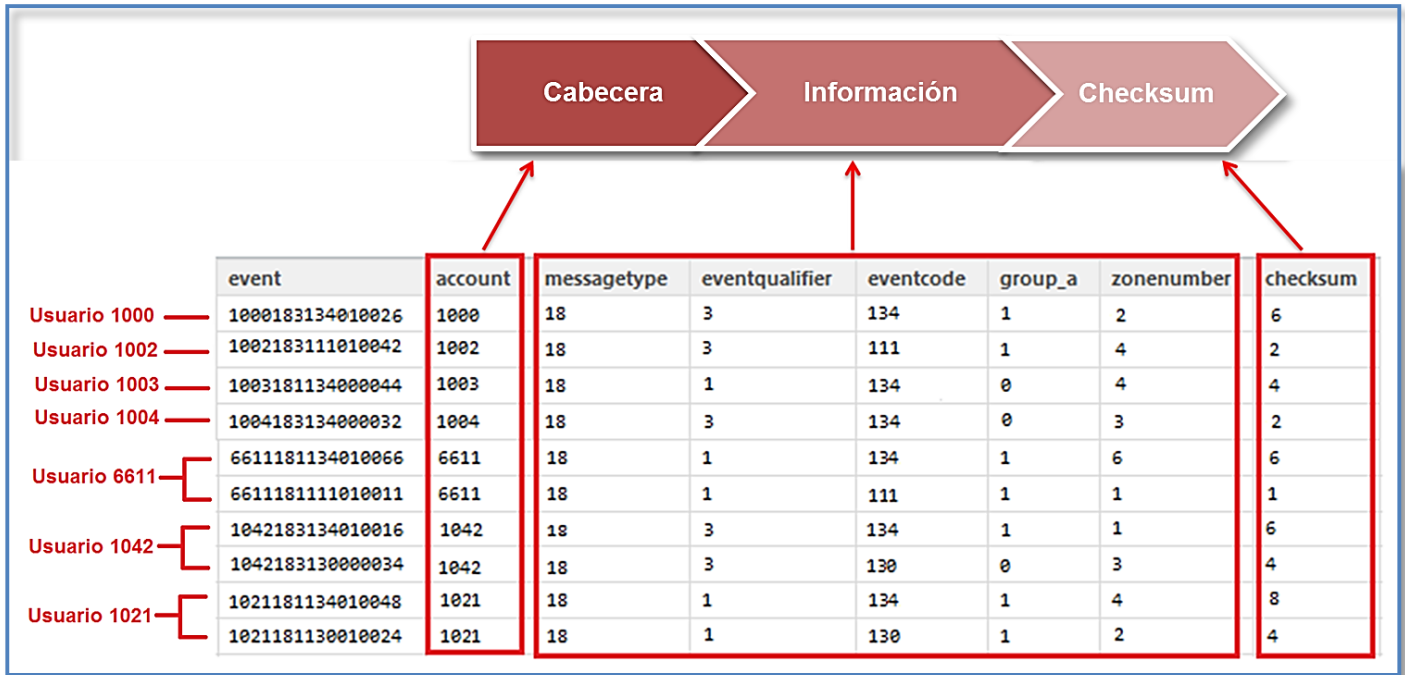 Cabecera Información Checksum
event account messagetype eventqualifier eventcode group_a zonenumber checksum
Usuario 1000 1000183134010026 1000 18 3 134 1 2 6
Usuario 1002 1002183111010042 1002 18 3 111 1 4 2
Usuario 1003 1003181134000044 1003 18 1 134 0 4 4
Usuario 1004 1004183134000032 1004 18 3 134 0 3 2
Usuario 6611 6611181134010066 6611 18 1 134 1 6 6
6611181111010011 6611 18 1 111 1 1 1
Usuario 1042 1042183134010016 1042 18 3 134 1 1 6
1042183130000034 1042 18 3 130 0 3 4
Usuario 1021 1021181134010048 1021 18 1 134 1 4 8
1021181130010024 1021 18 1 130 1 2 4